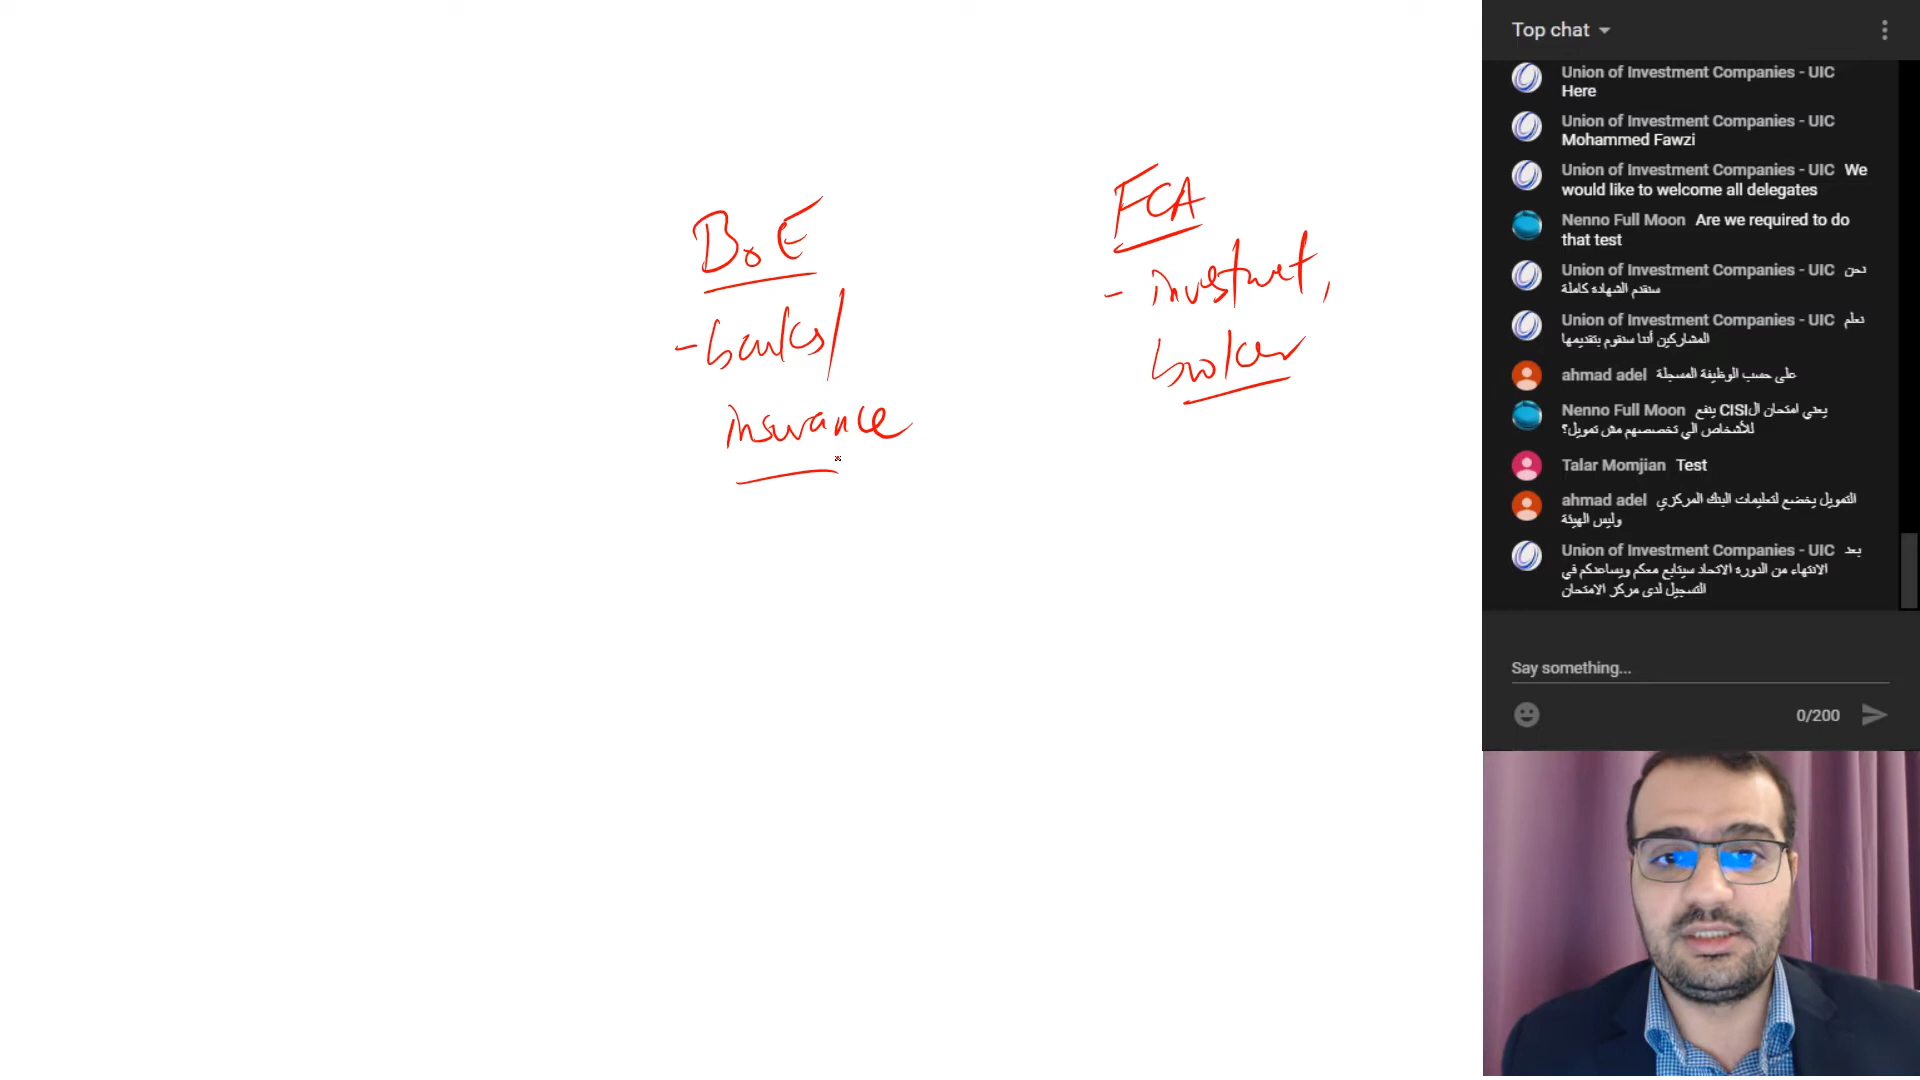 BoE
- banks/
insurance
FCA
- investment,
broker
Top chat
Union of Investment Companies - UIC
Here
Union of Investment Companies - UIC
Mohammed Fawzi
Union of Investment Companies - UIC We
would like to welcome all delegates
Nenno Full Moon Are we required to do
that test
Union of Investment Companies - UIC نحن
سنقدم الشهادة كاملة
Union of Investment Companies - UIC نعلم
المشاركين أننا سنقوم بتقديمها
ahmad adel على حسب الوظيفة المسجلة
Nenno Full Moon يعني امتحان الCISI ينفع
للأشخاص الي تخصصهم مش تمويل؟
Talar Momjian Test
ahmad adel التمويل يخضع لتعليمات البنك المركزي
وليس الهيئة
Union of Investment Companies - UIC بعد
الانتهاء من الدورة الاتحاد سيتابع معكم ويساعدكم في
التسجيل لدى مركز الامتحان
Say something...
0/200